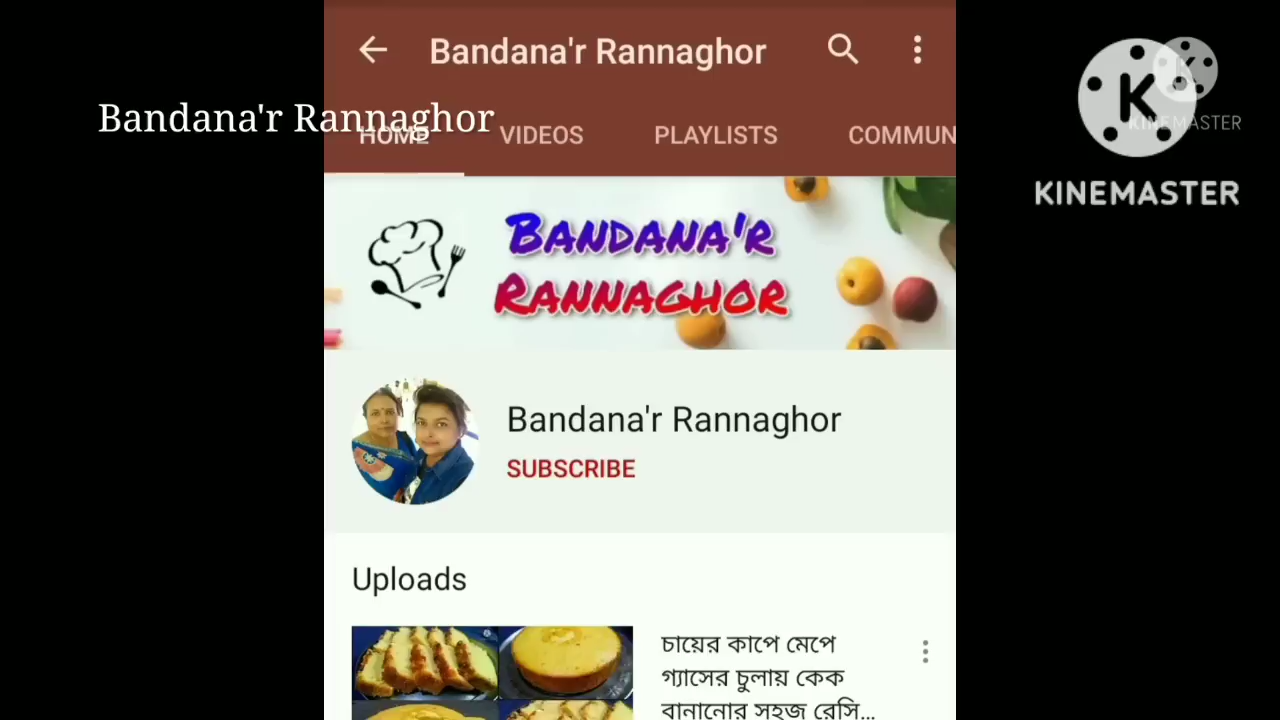 Bandana'r Rannaghor
Bandana'r Rannaghor
HOME VIDEOS PLAYLISTS COMMUN
BANDANA'R
RANNAGHOR
Bandana'r Rannaghor
SUBSCRIBE
Uploads
চায়ের কাপে মেপে
গ্যাসের চুলায় কেক
বানানোর সহজ রেসি...
K
KINEMASTER
K
KINEMASTER